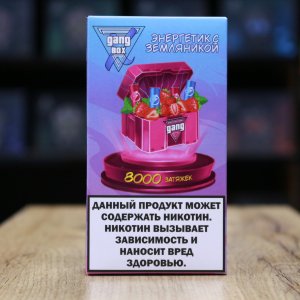 gang
BOX
ЭНЕРГЕТИК С
ЗЕМЛЯНИКОЙ
gang
8000 ЗАТЯЖЕК
ДАННЫЙ ПРОДУКТ МОЖЕТ
СОДЕРЖАТЬ НИКОТИН.
НИКОТИН ВЫЗЫВАЕТ
ЗАВИСИМОСТЬ И
НАНОСИТ ВРЕД
ЗДОРОВЬЮ.